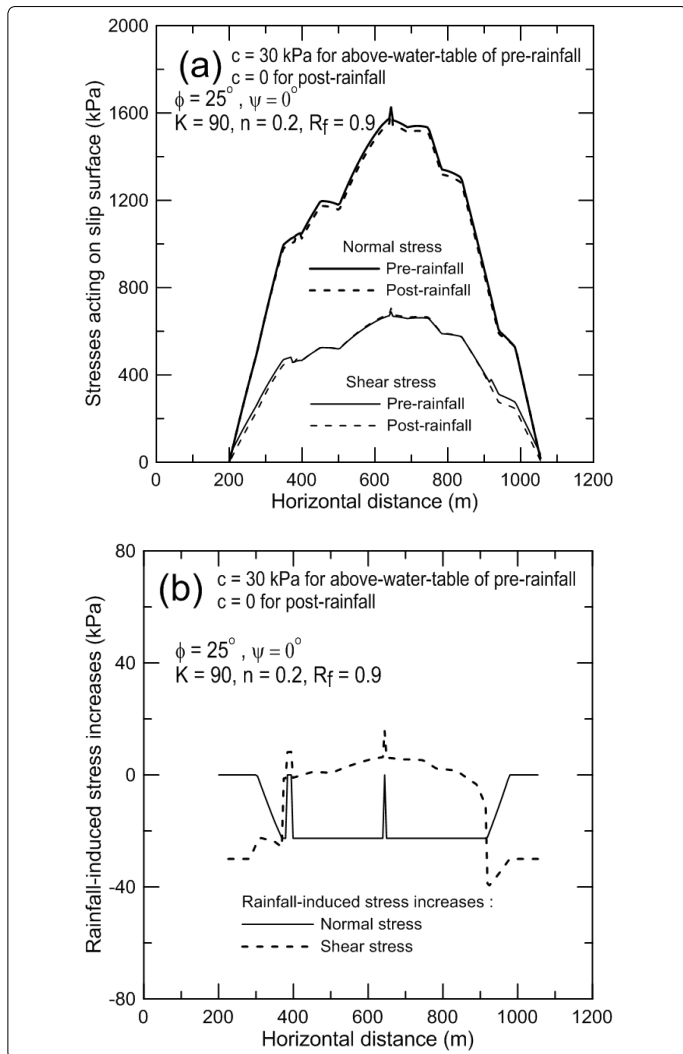 (a)
c = 30 kPa for above-water-table of pre-rainfall
c = 0 for post-rainfall
ϕ = 25°, ψ = 0°
K = 90, n = 0.2, Rf = 0.9
Stresses acting on slip surface (kPa)
2000
1600
1200
800
400
0
Normal stress
Pre-rainfall
Post-rainfall
Shear stress
Pre-rainfall
Post-rainfall
0 200 400 600 800 1000 1200
Horizontal distance (m)
(b)
c = 30 kPa for above-water-table of pre-rainfall
c = 0 for post-rainfall
ϕ = 25°, ψ = 0°
K = 90, n = 0.2, Rf = 0.9
Rainfall-induced stress increases (kPa)
80
40
0
-40
-80
Rainfall-induced stress increases :
Normal stress
Shear stress
0 200 400 600 800 1000 1200
Horizontal distance (m)